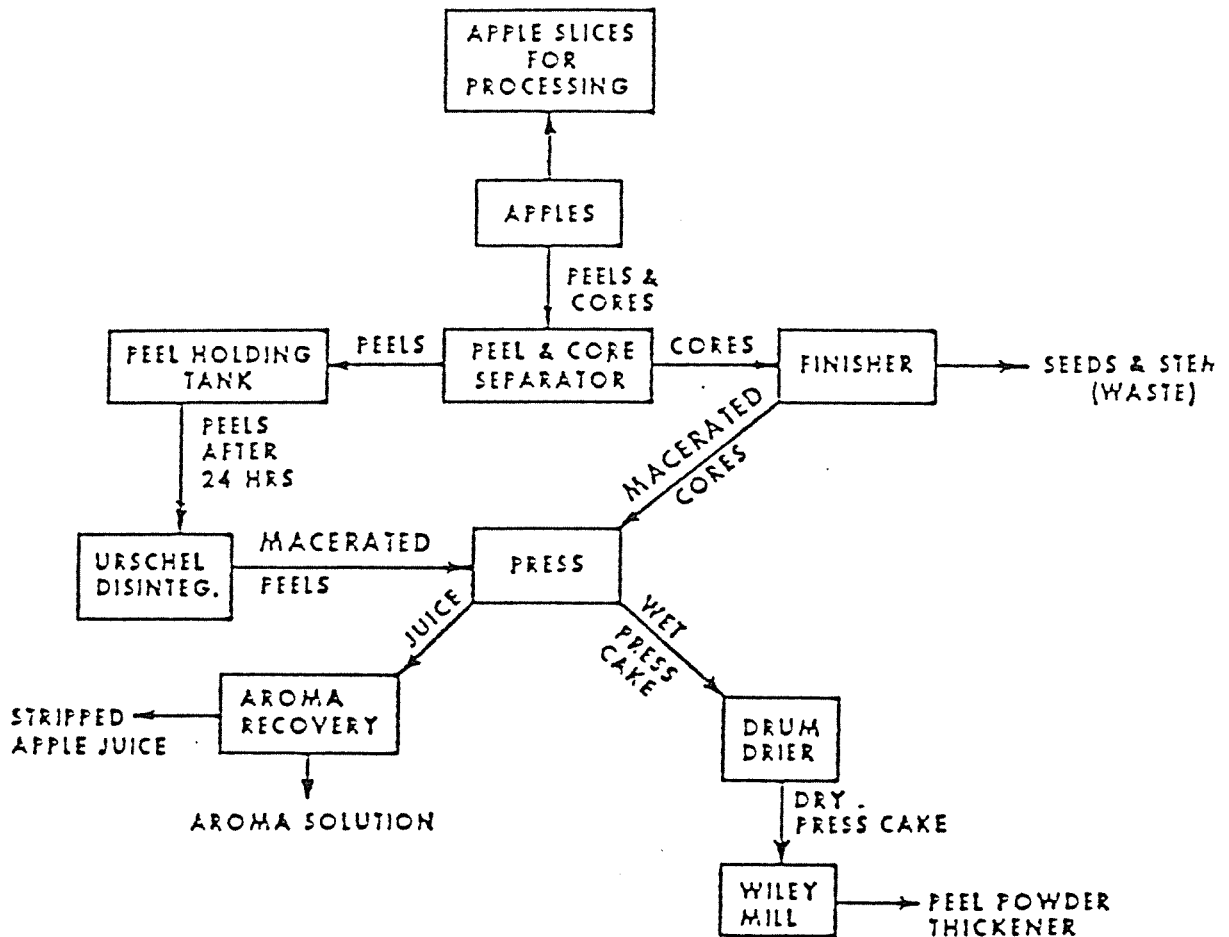 APPLE SLICES
FOR
PROCESSING
APPLES
PEELS &
CORES
PEEL HOLDING
TANK
PEELS
PEEL & CORE
SEPARATOR
CORES
FINISHER
SEEDS & STEM
(WASTE)
PEELS
AFTER
24 HRS
MACERATED
CORES
URSCHEL
DISINTEG.
MACERATED
PEELS
PRESS
JUICE
WET
PRESS
CAKE
AROMA
RECOVERY
STRIPPED
APPLE JUICE
AROMA SOLUTION
DRUM
DRIER
DRY
PRESS CAKE
WILEY
MILL
PEEL POWDER
THICKENER